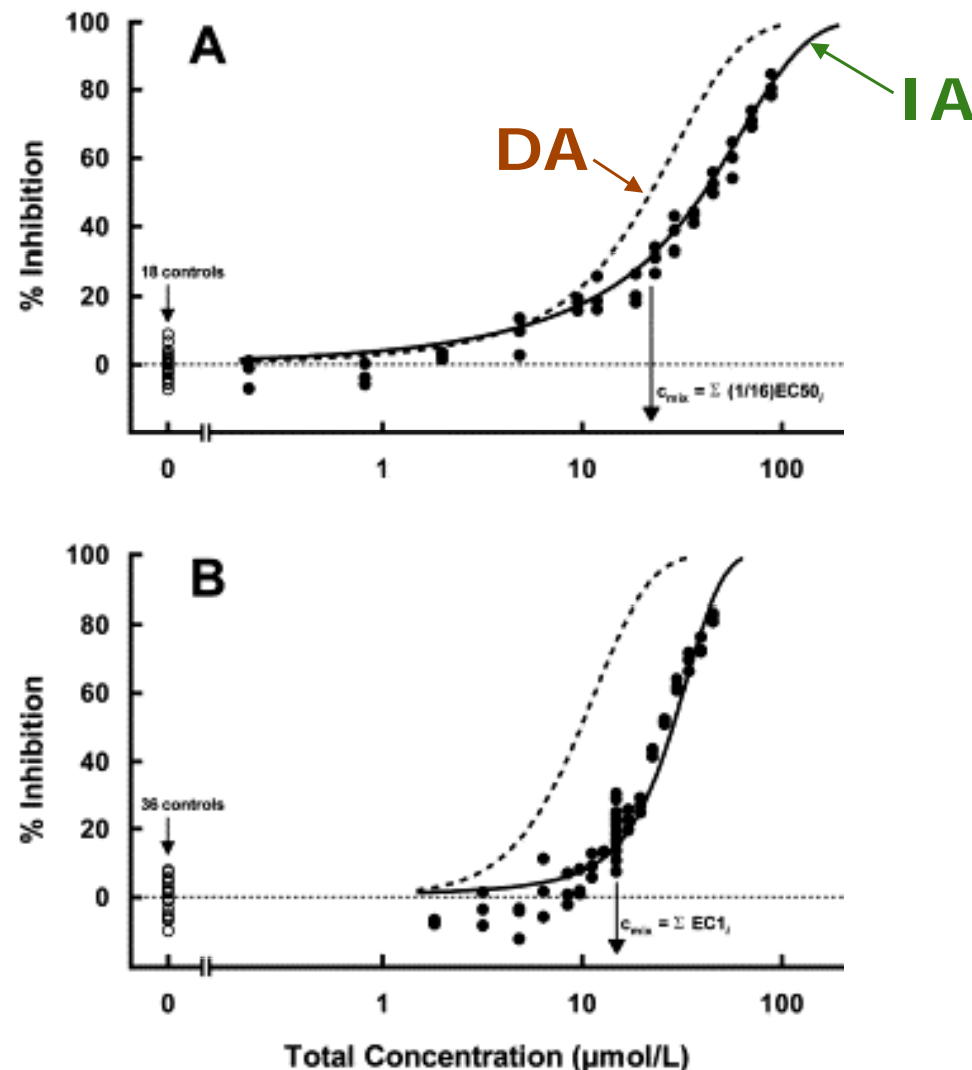 100
A
IA
80
DA
60
% Inhibition
40
18 controls
20
0
cmix = Σ (1/16)EC50i
0 1 10 100
100
B
80
60
% Inhibition
40
36 controls
20
0
cmix = Σ EC1i
0 1 10 100
Total Concentration (µmol/L)